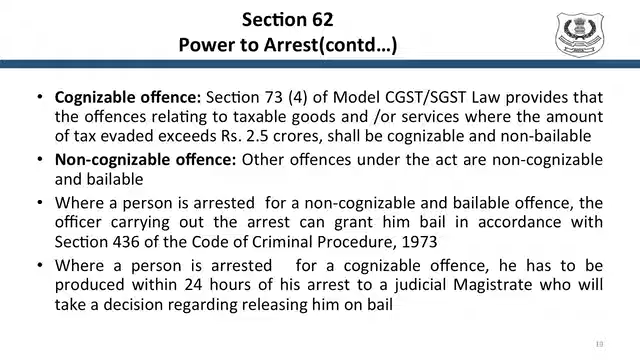 Section 62
Power to Arrest(contd…)
• Cognizable offence: Section 73 (4) of Model CGST/SGST Law provides that
the offences relating to taxable goods and /or services where the amount
of tax evaded exceeds Rs. 2.5 crores, shall be cognizable and non-bailable
• Non-cognizable offence: Other offences under the act are non-cognizable
and bailable
• Where a person is arrested for a non-cognizable and bailable offence, the
officer carrying out the arrest can grant him bail in accordance with
Section 436 of the Code of Criminal Procedure, 1973
• Where a person is arrested for a cognizable offence, he has to be
produced within 24 hours of his arrest to a judicial Magistrate who will
take a decision regarding releasing him on bail